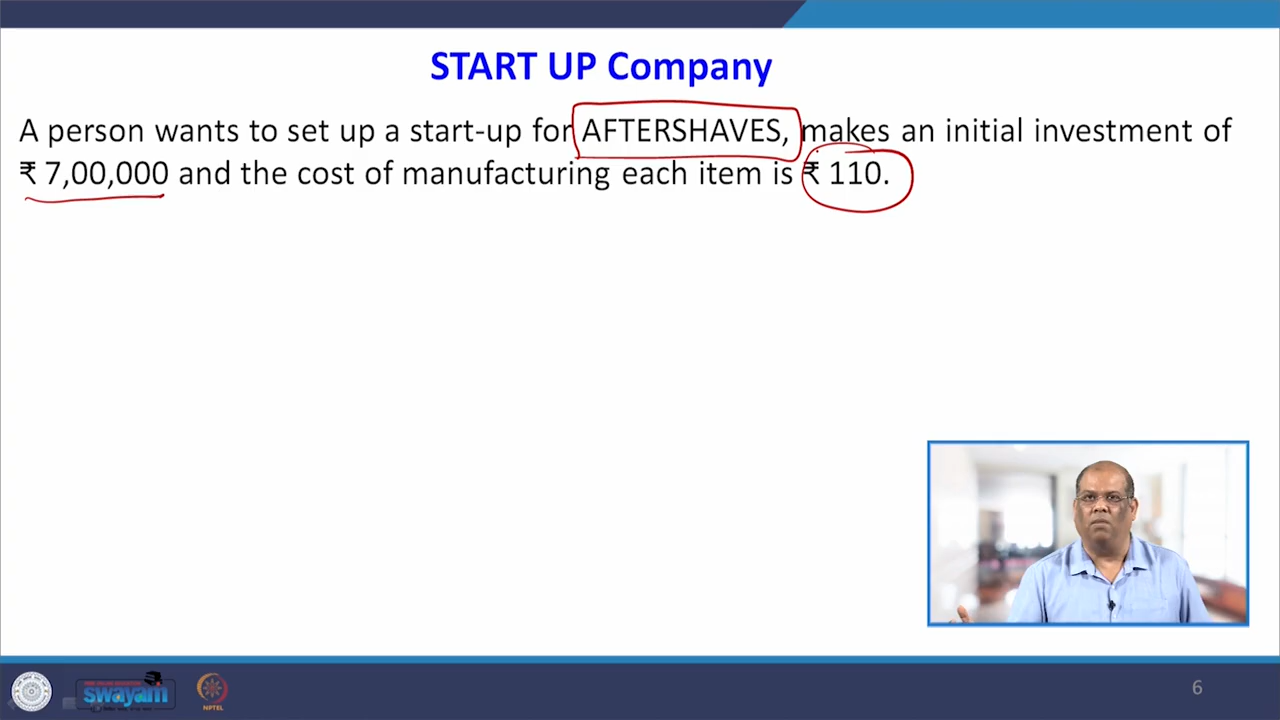 START UP Company
A person wants to set up a start-up for AFTERSHAVES, makes an initial investment of
₹ 7,00,000 and the cost of manufacturing each item is ₹ 110.
swayam
NPTEL
6